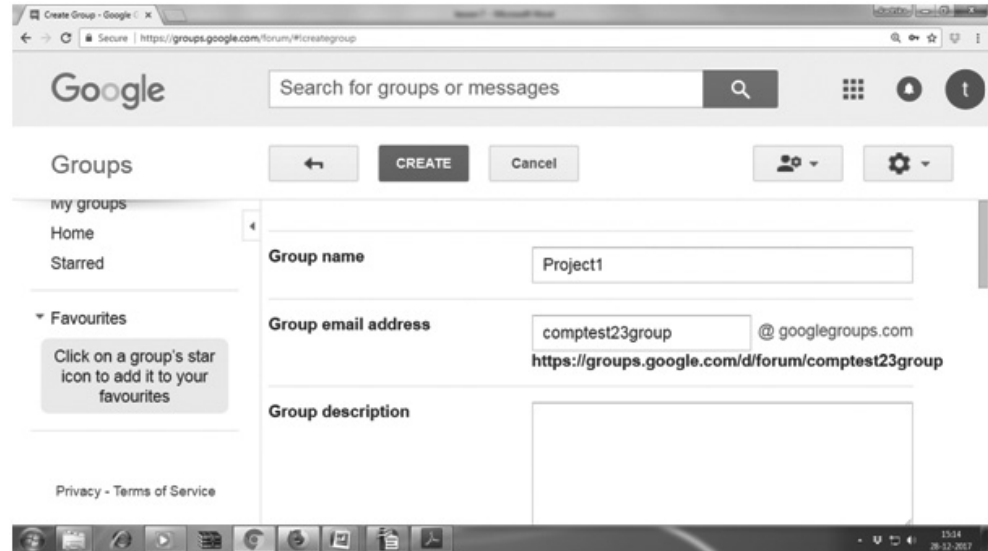 Create Group - Google G
Secure | https://groups.google.com/forum/#!creategroup
Google
Search for groups or messages
t
Groups
CREATE
Cancel
My groups
Home
Starred
Favourites
Click on a group's star
icon to add it to your
favourites
Privacy - Terms of Service
Group name
Project1
Group email address
comptest23group @ googlegroups.com
https://groups.google.com/d/forum/comptest23group
Group description
15:14
26-12-2017